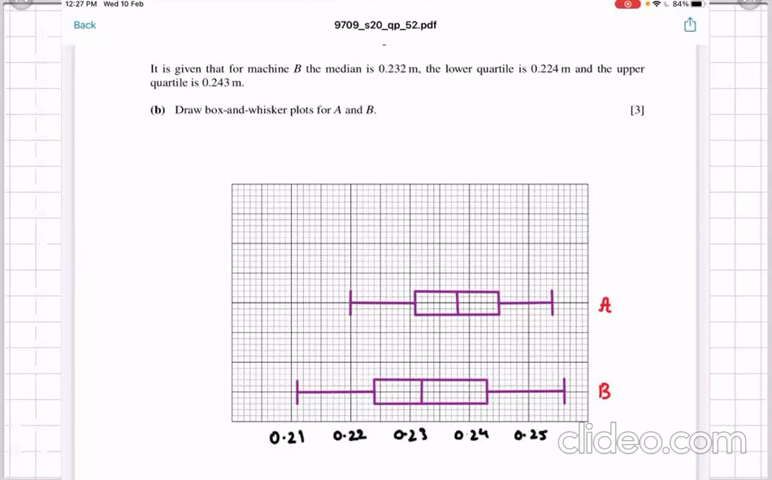 12:27 PM Wed 10 Feb
84%
Back
9709_s20_qp_52.pdf
It is given that for machine B the median is 0.232 m, the lower quartile is 0.224 m and the upper
quartile is 0.243 m.
(b) Draw box-and-whisker plots for A and B. [3]
A
B
0.21 0.22 0.23 0.24 0.25
clideo.com